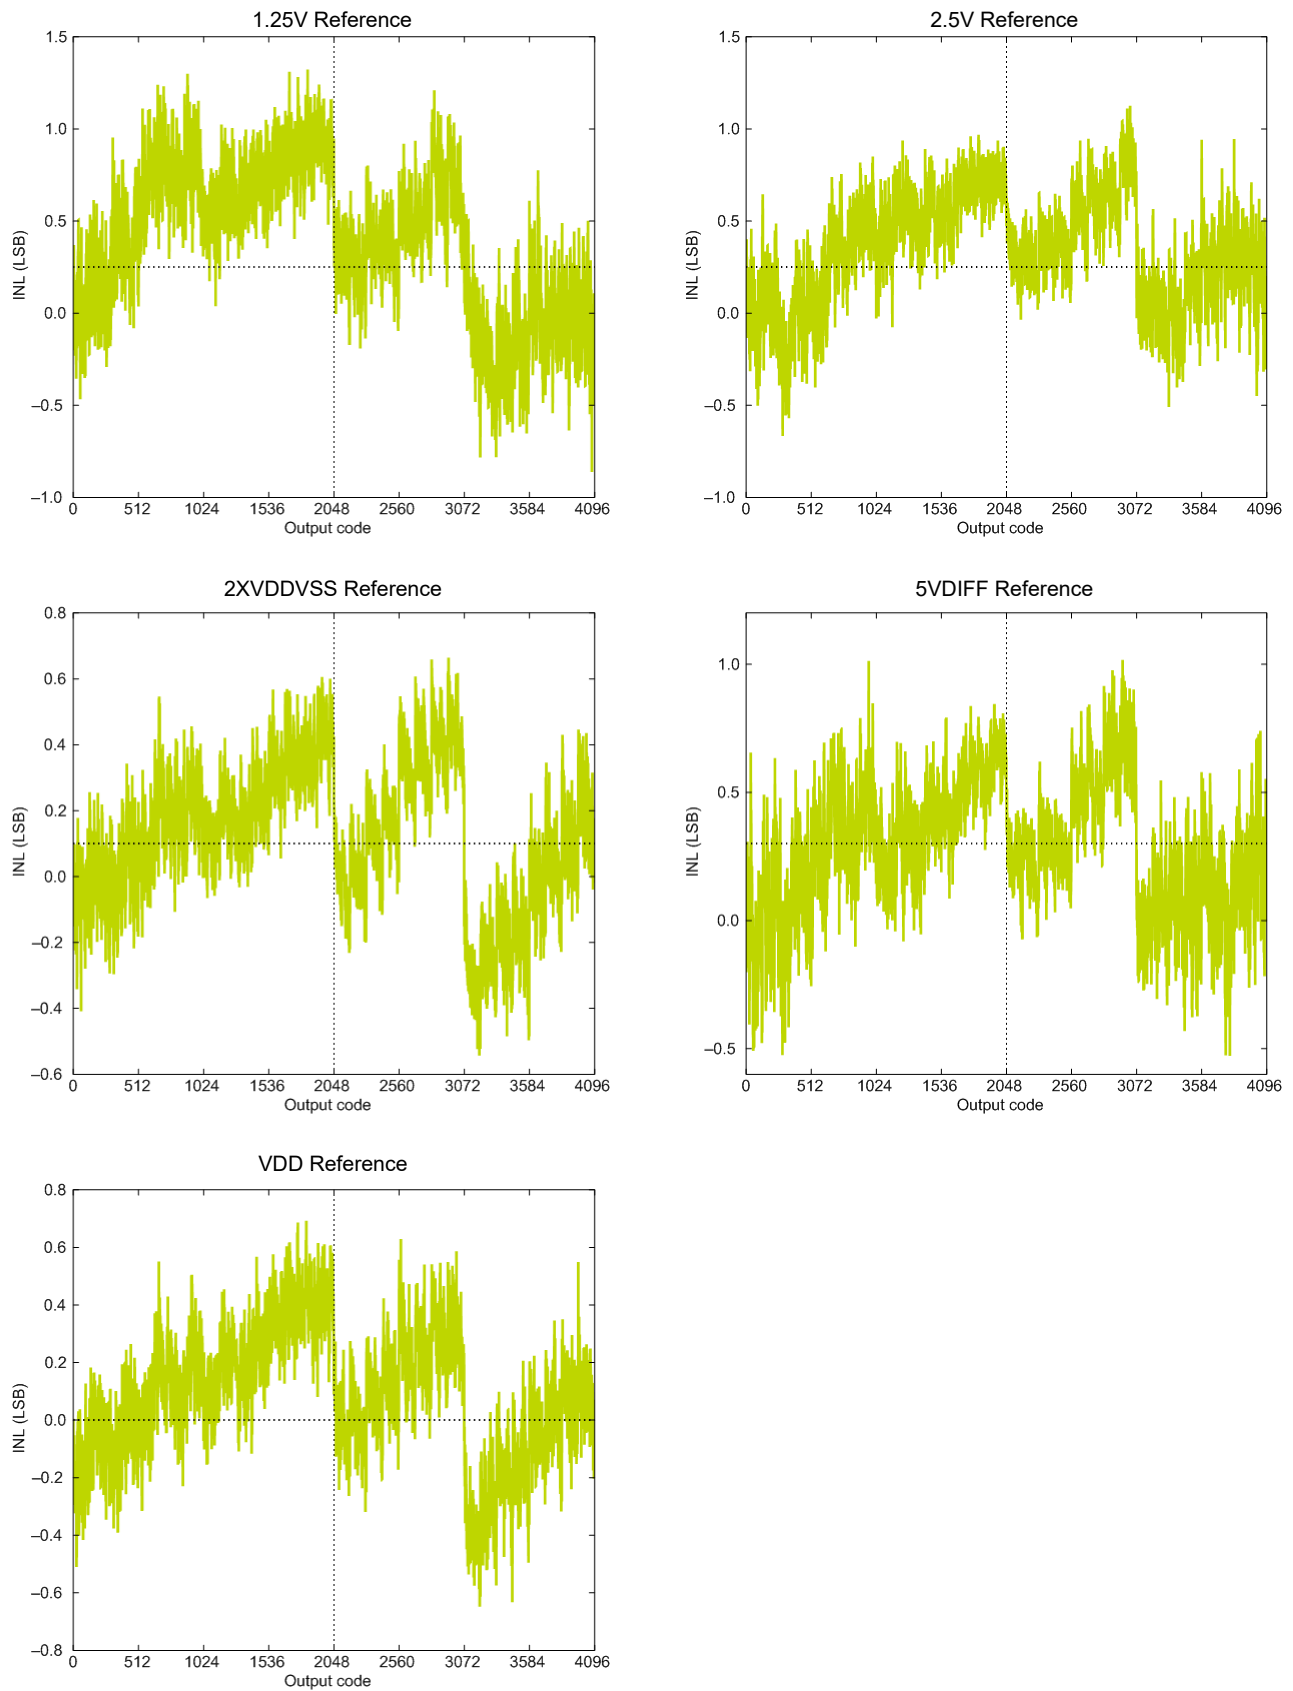 1.25V Reference
1.5
1.0
0.5
0.0
–0.5
–1.0
INL (LSB)
0 512 1024 1536 2048 2560 3072 3584 4096
Output code
2.5V Reference
1.5
1.0
0.5
0.0
–0.5
–1.0
INL (LSB)
0 512 1024 1536 2048 2560 3072 3584 4096
Output code
2XVDDVSS Reference
0.8
0.6
0.4
0.2
0.0
–0.2
–0.4
–0.6
INL (LSB)
0 512 1024 1536 2048 2560 3072 3584 4096
Output code
5VDIFF Reference
1.0
0.5
0.0
–0.5
INL (LSB)
0 512 1024 1536 2048 2560 3072 3584 4096
Output code
VDD Reference
0.8
0.6
0.4
0.2
0.0
–0.2
–0.4
–0.6
–0.8
INL (LSB)
0 512 1024 1536 2048 2560 3072 3584 4096
Output code